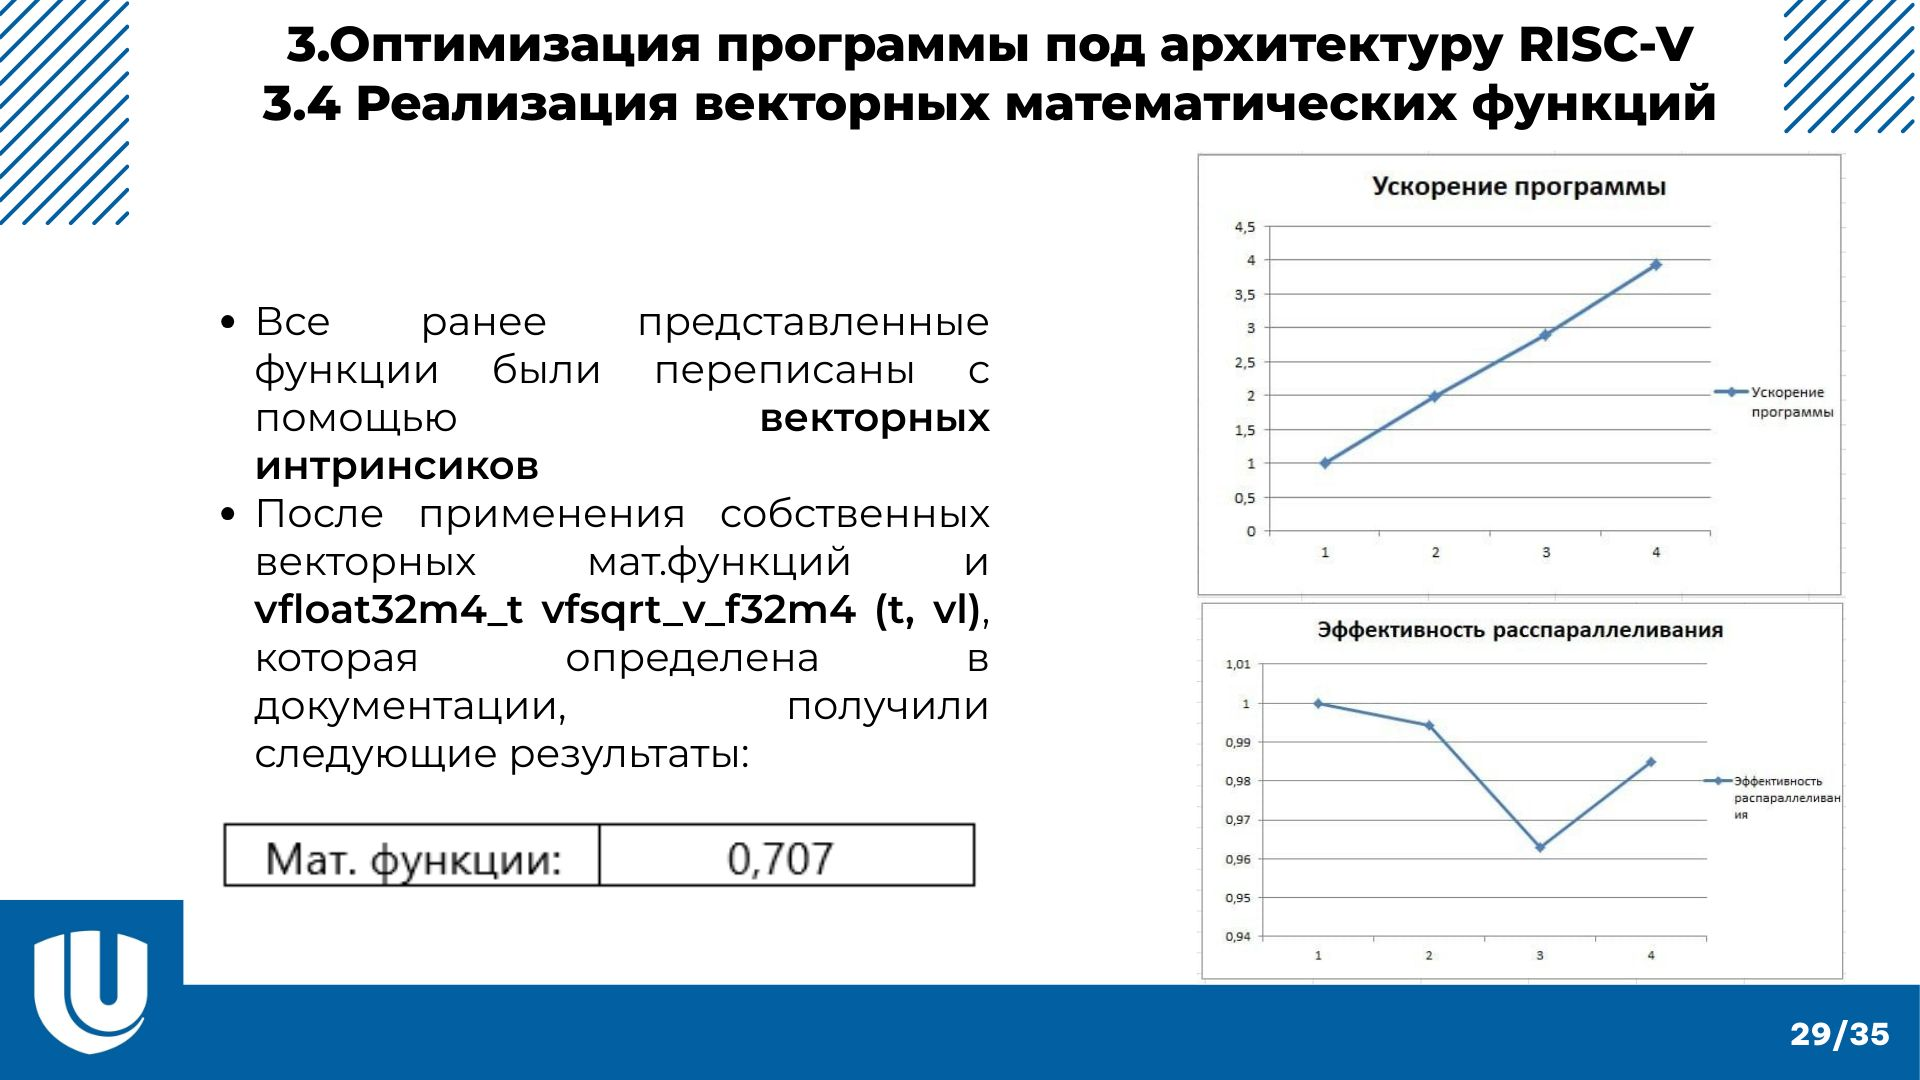 3.Оптимизация программы под архитектуру RISC-V
3.4 Реализация векторных математических функций
Все ранее представленные
функции были переписаны с
помощью векторных
интринсиков
После применения собственных
векторных мат.функций и
vfloat32m4_t vfsqrt_v_f32m4 (t, vl),
которая определена в
документации, получили
следующие результаты:
Мат. функции: 0,707
Ускорение программы
4,5
4
3,5
3
2,5
2
1,5
1
0,5
0
1 2 3 4
Ускорение
программы
Эффективность расспараллеливания
1,01
1
0,99
0,98
0,97
0,96
0,95
0,94
1 2 3 4
Эффективность
распараллеливан
ия
29/35